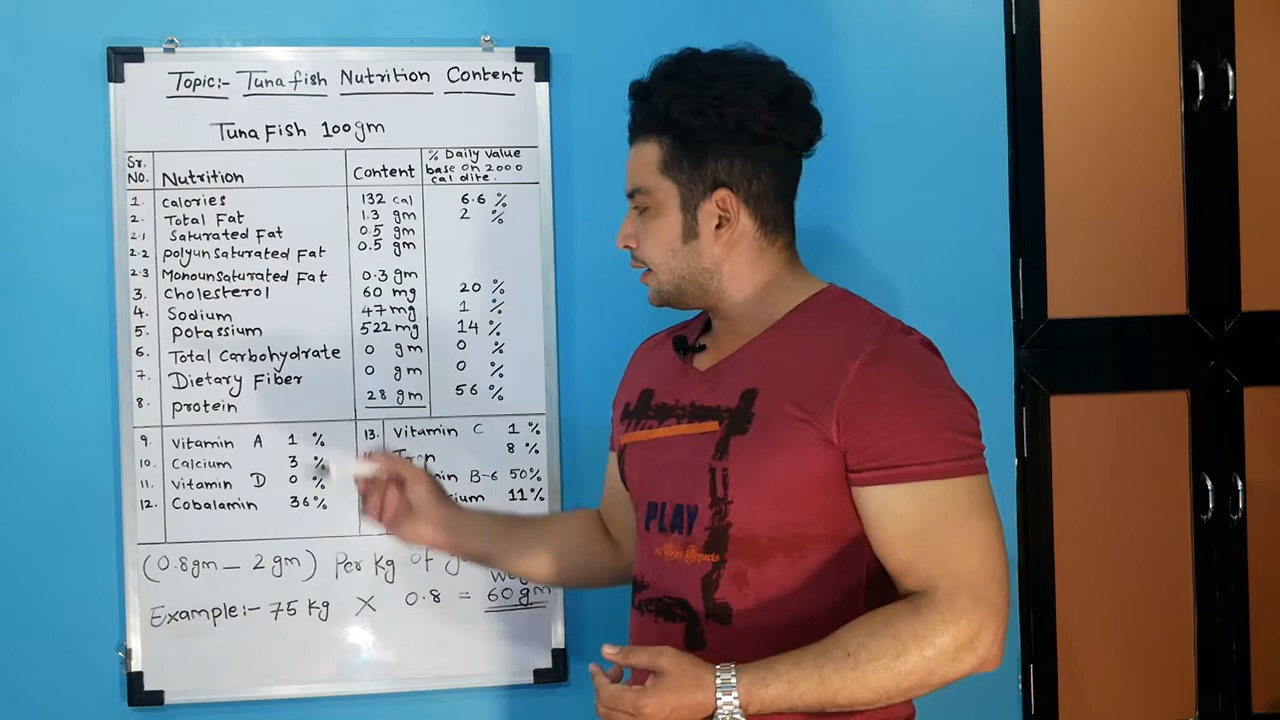 Topic:- Tuna fish Nutrition Content
Tuna Fish 100gm
Sr. NO. Nutrition Content % Daily Value base on 2000 cal dite.
1. Calories 132 cal 6.6 %
2. Total Fat 1.3 gm 2 %
2.1 Saturated Fat 0.5 gm
2.2 polyunsaturated Fat 0.5 gm
2.3 Monounsaturated Fat 0.3 gm
3. Cholesterol 60 mg 20 %
4. Sodium 47 mg 1 %
5. potassium 522 mg 14 %
6. Total Carbohydrate 0 gm 0 %
7. Dietary Fiber 0 gm 0 %
8. protein 28 gm 56 %
9. Vitamin A 1 % 13. Vitamin C 1 %
10. Calcium 3 % 8 %
11. Vitamin D 0 % B-6 50%
12. Cobalamin 36% 11%
(0.8gm – 2 gm) Per Kg of
Example:- 75 kg X 0.8 = 60 gm
PLAY